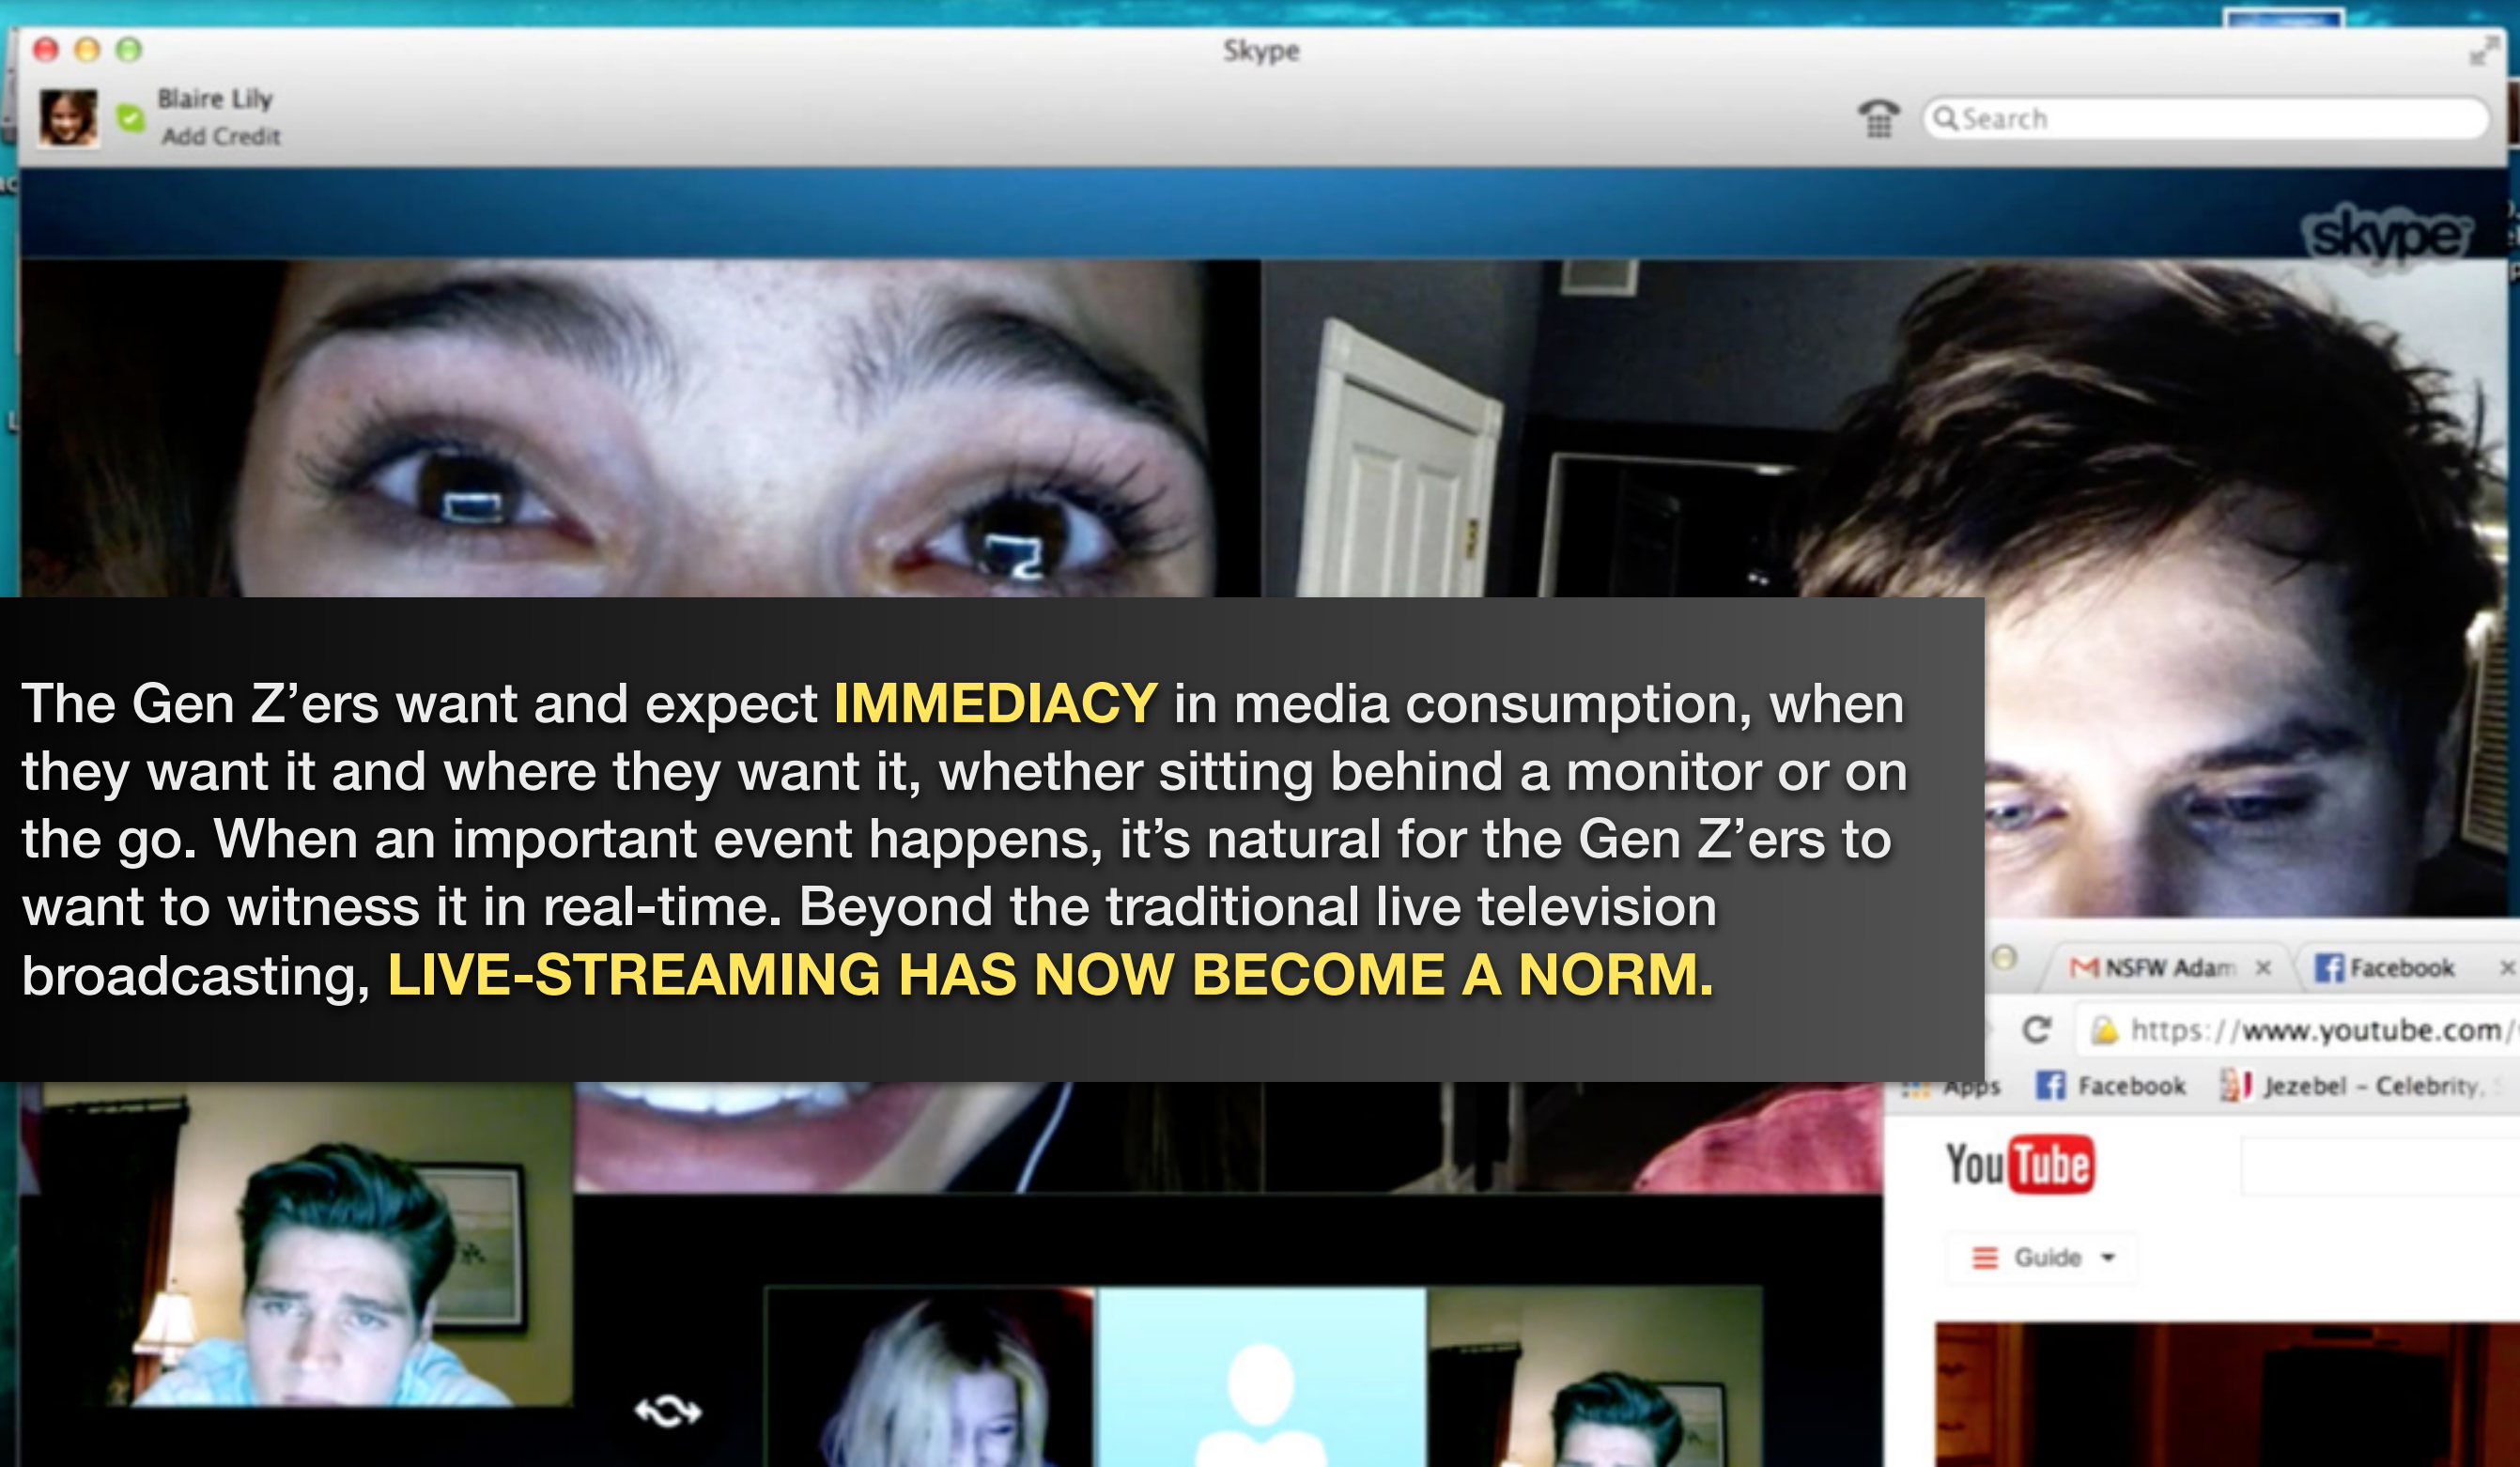 Skype
Blaire Lily
Add Credit
Search
skype
The Gen Z’ers want and expect IMMEDIACY in media consumption, when
they want it and where they want it, whether sitting behind a monitor or on
the go. When an important event happens, it’s natural for the Gen Z’ers to
want to witness it in real-time. Beyond the traditional live television
broadcasting, LIVE-STREAMING HAS NOW BECOME A NORM.
NSFW Adam
Facebook
https://www.youtube.com/
Apps
Facebook
Jezebel – Celebrity,
YouTube
Guide